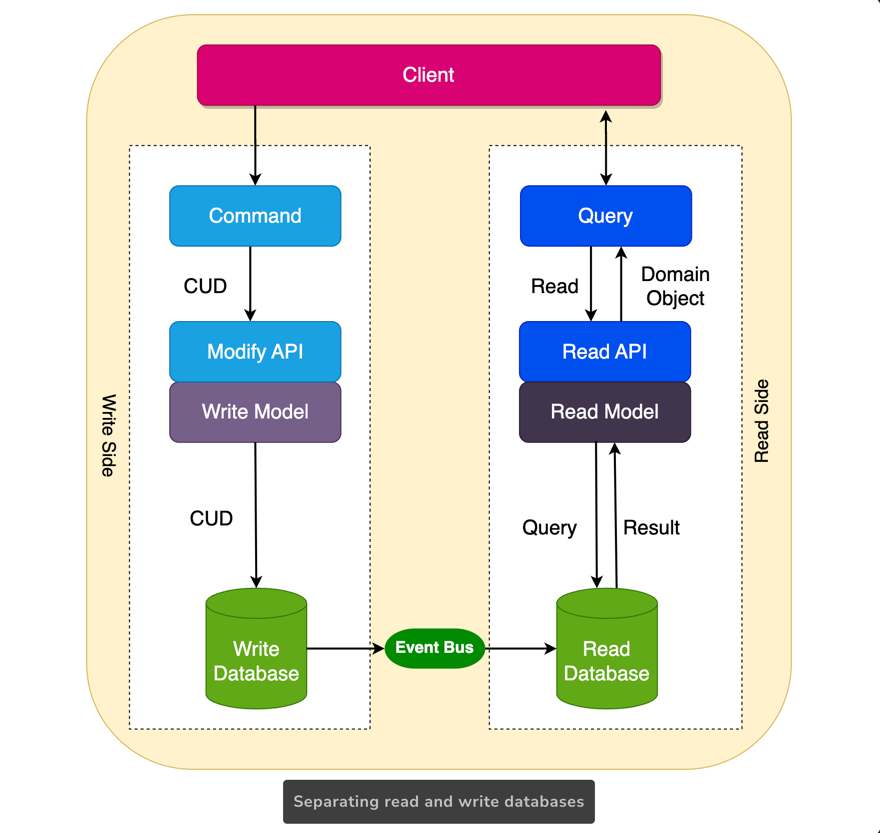 Client
Command
Query
CUD
Read
Domain
Object
Modify API
Read API
Write Model
Read Model
Write Side
Read Side
CUD
Query
Result
Write
Database
Event Bus
Read
Database
Separating read and write databases